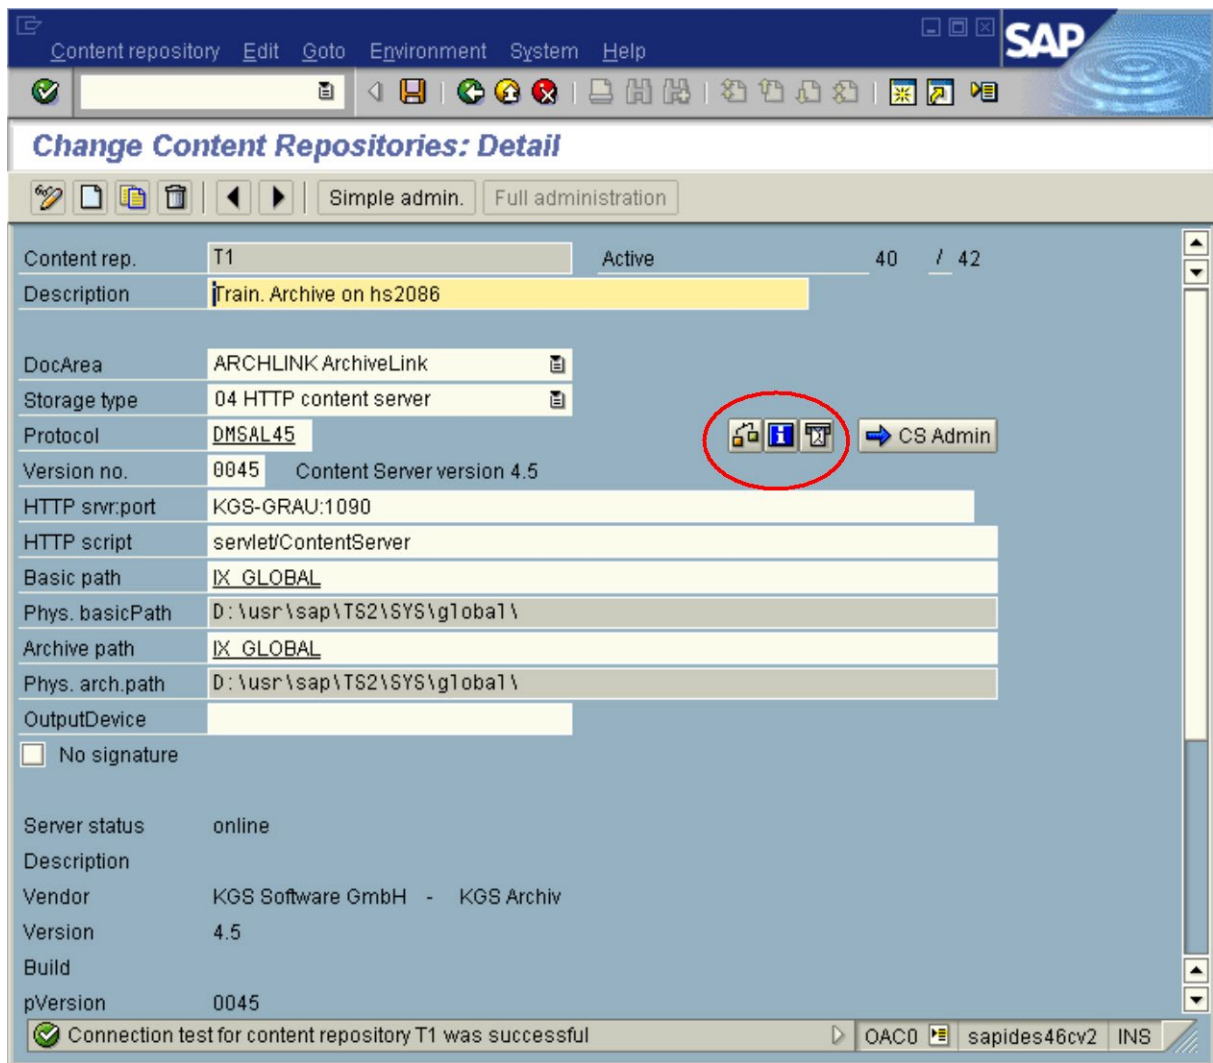 Content repository Edit Goto Environment System Help
SAP
Change Content Repositories: Detail
Simple admin. Full administration
Content rep. T1 Active 40 / 42
Description Train. Archive on hs2086
DocArea ARCHLINK ArchiveLink
Storage type 04 HTTP content server
Protocol DMSAL45 CS Admin
Version no. 0045 Content Server version 4.5
HTTP srvr:port KGS-GRAU:1090
HTTP script servlet/ContentServer
Basic path IX_GLOBAL
Phys. basicPath D:\usr\sap\TS2\SYS\global\
Archive path IX_GLOBAL
Phys. arch.path D:\usr\sap\TS2\SYS\global\
OutputDevice
No signature
Server status online
Description
Vendor KGS Software GmbH - KGS Archiv
Version 4.5
Build
pVersion 0045
Connection test for content repository T1 was successful OAC0 sapides46cv2 INS